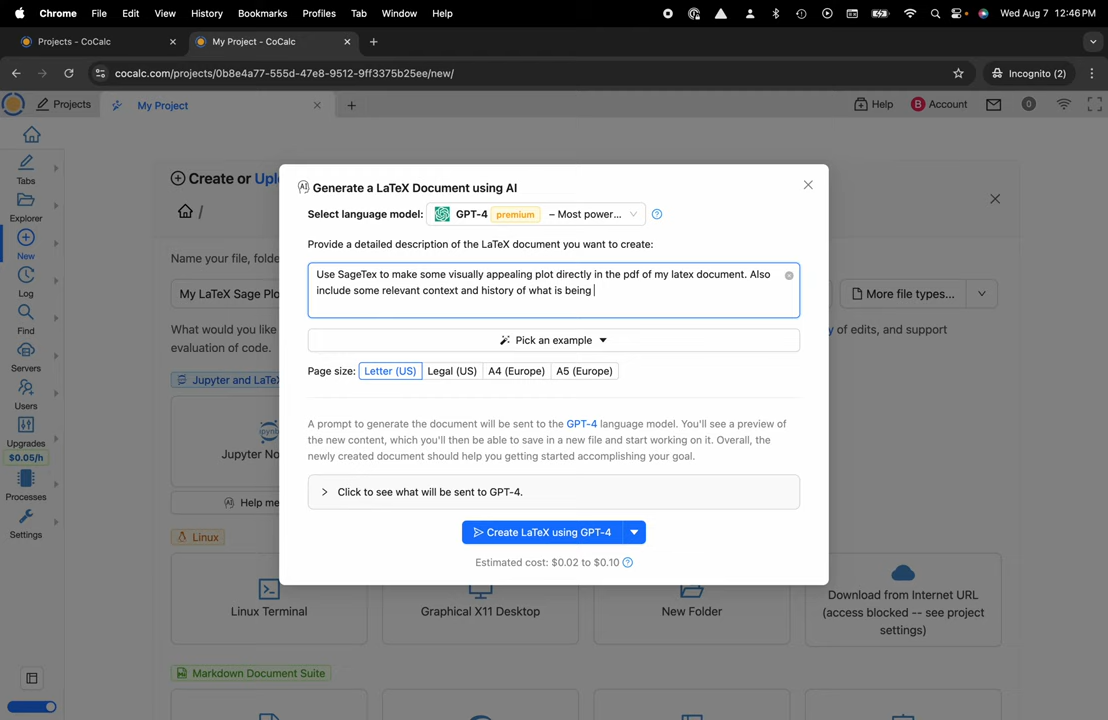 Chrome File Edit View History Bookmarks Profiles Tab Window Help Wed Aug 7 12:46 PM
Projects - CoCalc My Project - CoCalc
cocalc.com/projects/0b8e4a77-555d-47e8-9512-9ff3375b25ee/new/ Incognito (2)
Projects My Project Help B Account 0
Tabs
Explorer
New
Log
Find
Servers
Users
Upgrades
$0.05/h
Processes
Settings
Create or Uplo
/
Name your file, folde
My LaTeX Sage Plo
More file types...
What would you like
y of edits, and support
evaluation of code.
Jupyter and LaTe
Jupyter No
AI Help me
Linux
Linux Terminal
Graphical X11 Desktop
New Folder
Download from Internet URL
(access blocked -- see project
settings)
Markdown Document Suite
AI Generate a LaTeX Document using AI
Select language model: GPT-4 premium – Most power...
Provide a detailed description of the LaTeX document you want to create:
Use SageTex to make some visually appealing plot directly in the pdf of my latex document. Also
include some relevant context and history of what is being
Pick an example
Page size: Letter (US) Legal (US) A4 (Europe) A5 (Europe)
A prompt to generate the document will be sent to the GPT-4 language model. You'll see a preview of
the new content, which you'll then be able to save in a new file and start working on it. Overall, the
newly created document should help you getting started accomplishing your goal.
Click to see what will be sent to GPT-4.
Create LaTeX using GPT-4
Estimated cost: $0.02 to $0.10